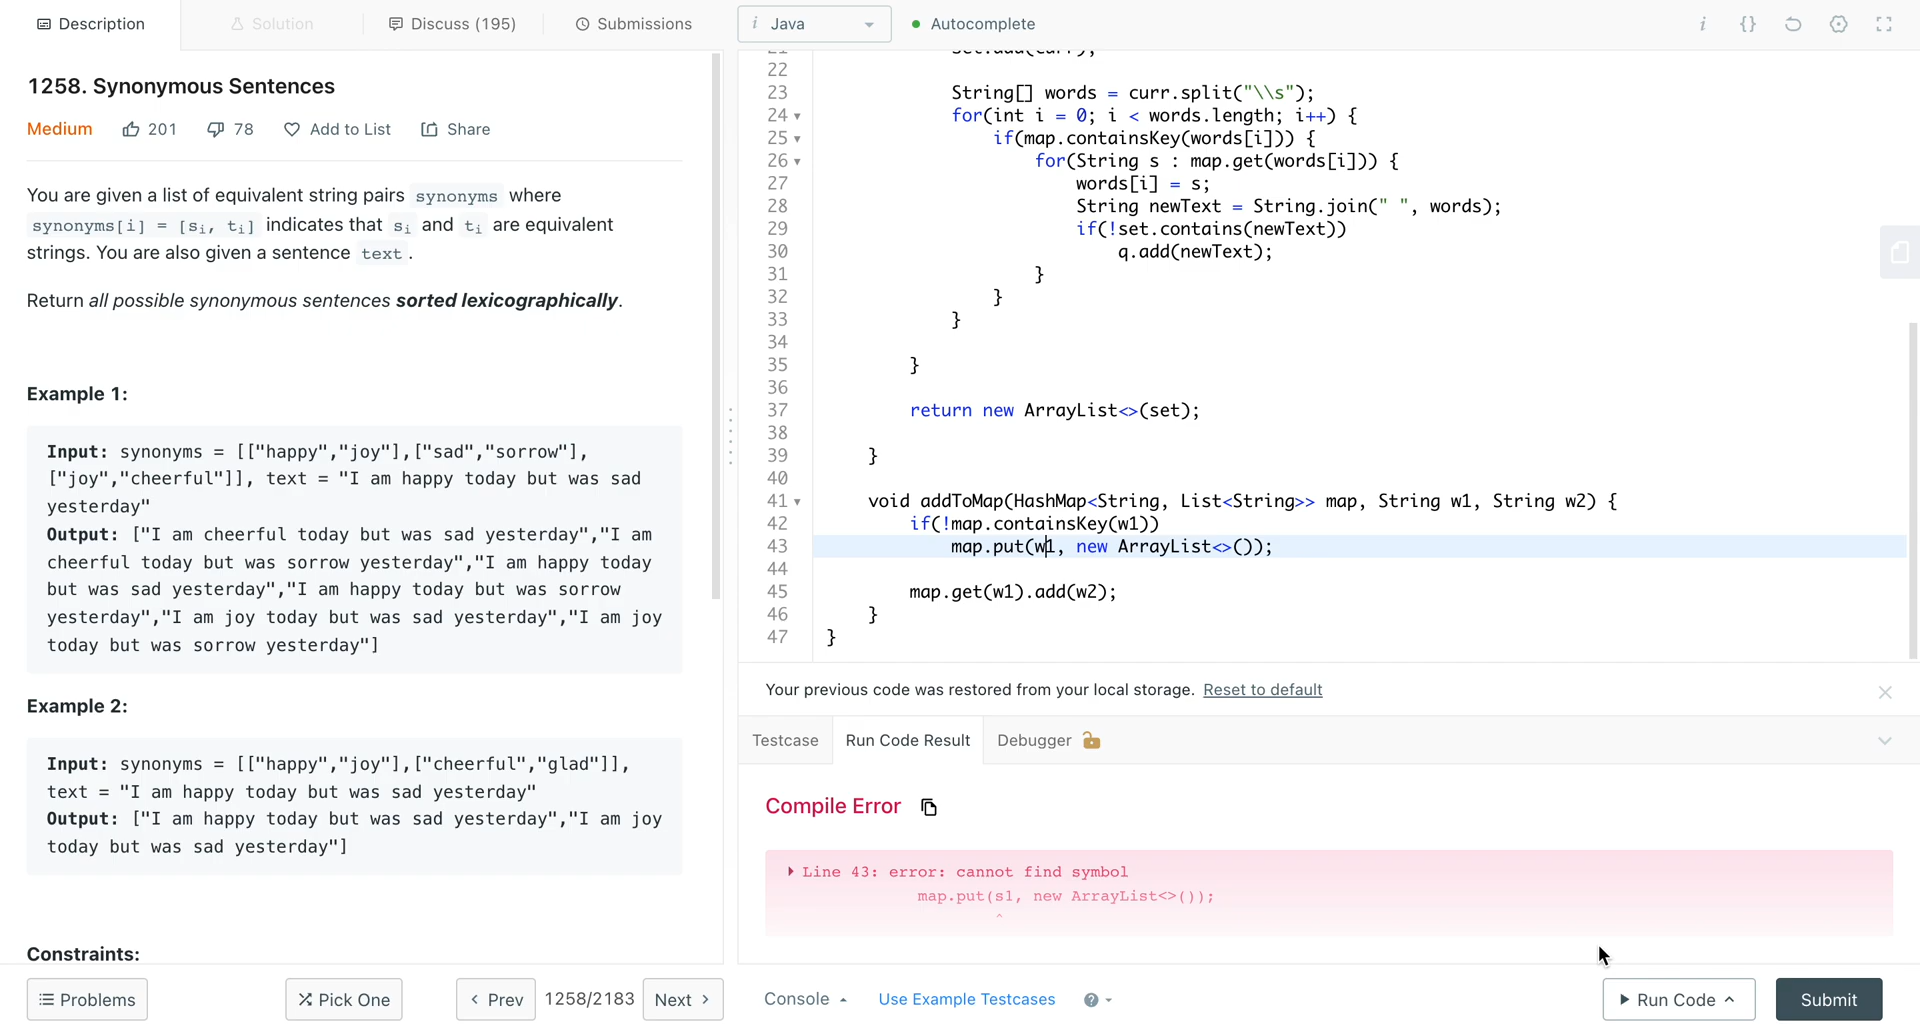 Description
Solution
Discuss (195)
Submissions
i Java
Autocomplete
1258. Synonymous Sentences
Medium 201 78 Add to List Share
You are given a list of equivalent string pairs synonyms where
synonyms[i] = [si, ti] indicates that si and ti are equivalent
strings. You are also given a sentence text.
Return all possible synonymous sentences sorted lexicographically.
Example 1:
Input: synonyms = [["happy","joy"],["sad","sorrow"],
["joy","cheerful"]], text = "I am happy today but was sad
yesterday"
Output: ["I am cheerful today but was sad yesterday","I am
cheerful today but was sorrow yesterday","I am happy today
but was sad yesterday","I am happy today but was sorrow
yesterday","I am joy today but was sad yesterday","I am joy
today but was sorrow yesterday"]
Example 2:
Input: synonyms = [["happy","joy"],["cheerful","glad"]],
text = "I am happy today but was sad yesterday"
Output: ["I am happy today but was sad yesterday","I am joy
today but was sad yesterday"]
Constraints:
Problems
Pick One
Prev
1258/2183
Next
22
23 String[] words = curr.split("\\s");
24 for(int i = 0; i < words.length; i++) {
25 if(map.containsKey(words[i])) {
26 for(String s : map.get(words[i])) {
27 words[i] = s;
28 String newText = String.join(" ", words);
29 if(!set.contains(newText))
30 q.add(newText);
31 }
32 }
33 }
34
35 }
36
37 return new ArrayList<>(set);
38
39 }
40
41 void addToMap(HashMap<String, List<String>> map, String w1, String w2) {
42 if(!map.containsKey(w1))
43 map.put(w1, new ArrayList<>());
44
45 map.get(w1).add(w2);
46 }
47 }
Your previous code was restored from your local storage. Reset to default
Testcase
Run Code Result
Debugger
Compile Error
Line 43: error: cannot find symbol
map.put(s1, new ArrayList<>());
^
Console
Use Example Testcases
Run Code
Submit